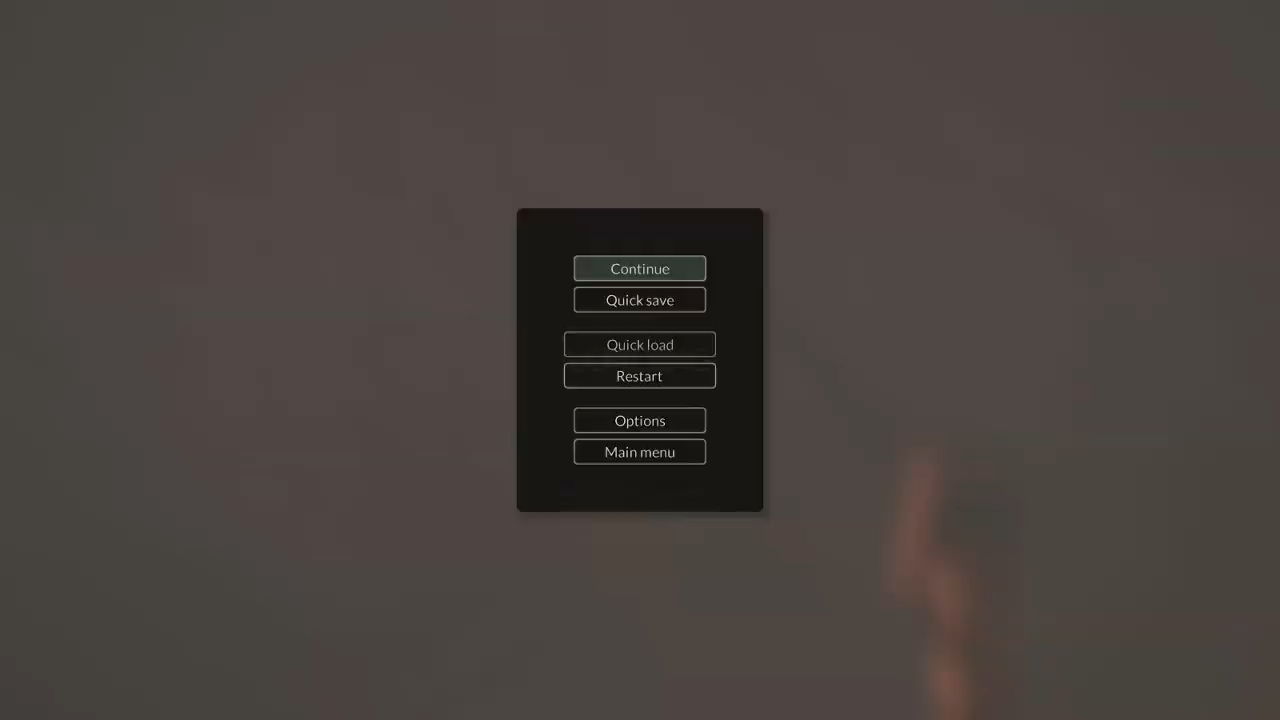 Continue
Quick save
Quick load
Restart
Options
Main menu